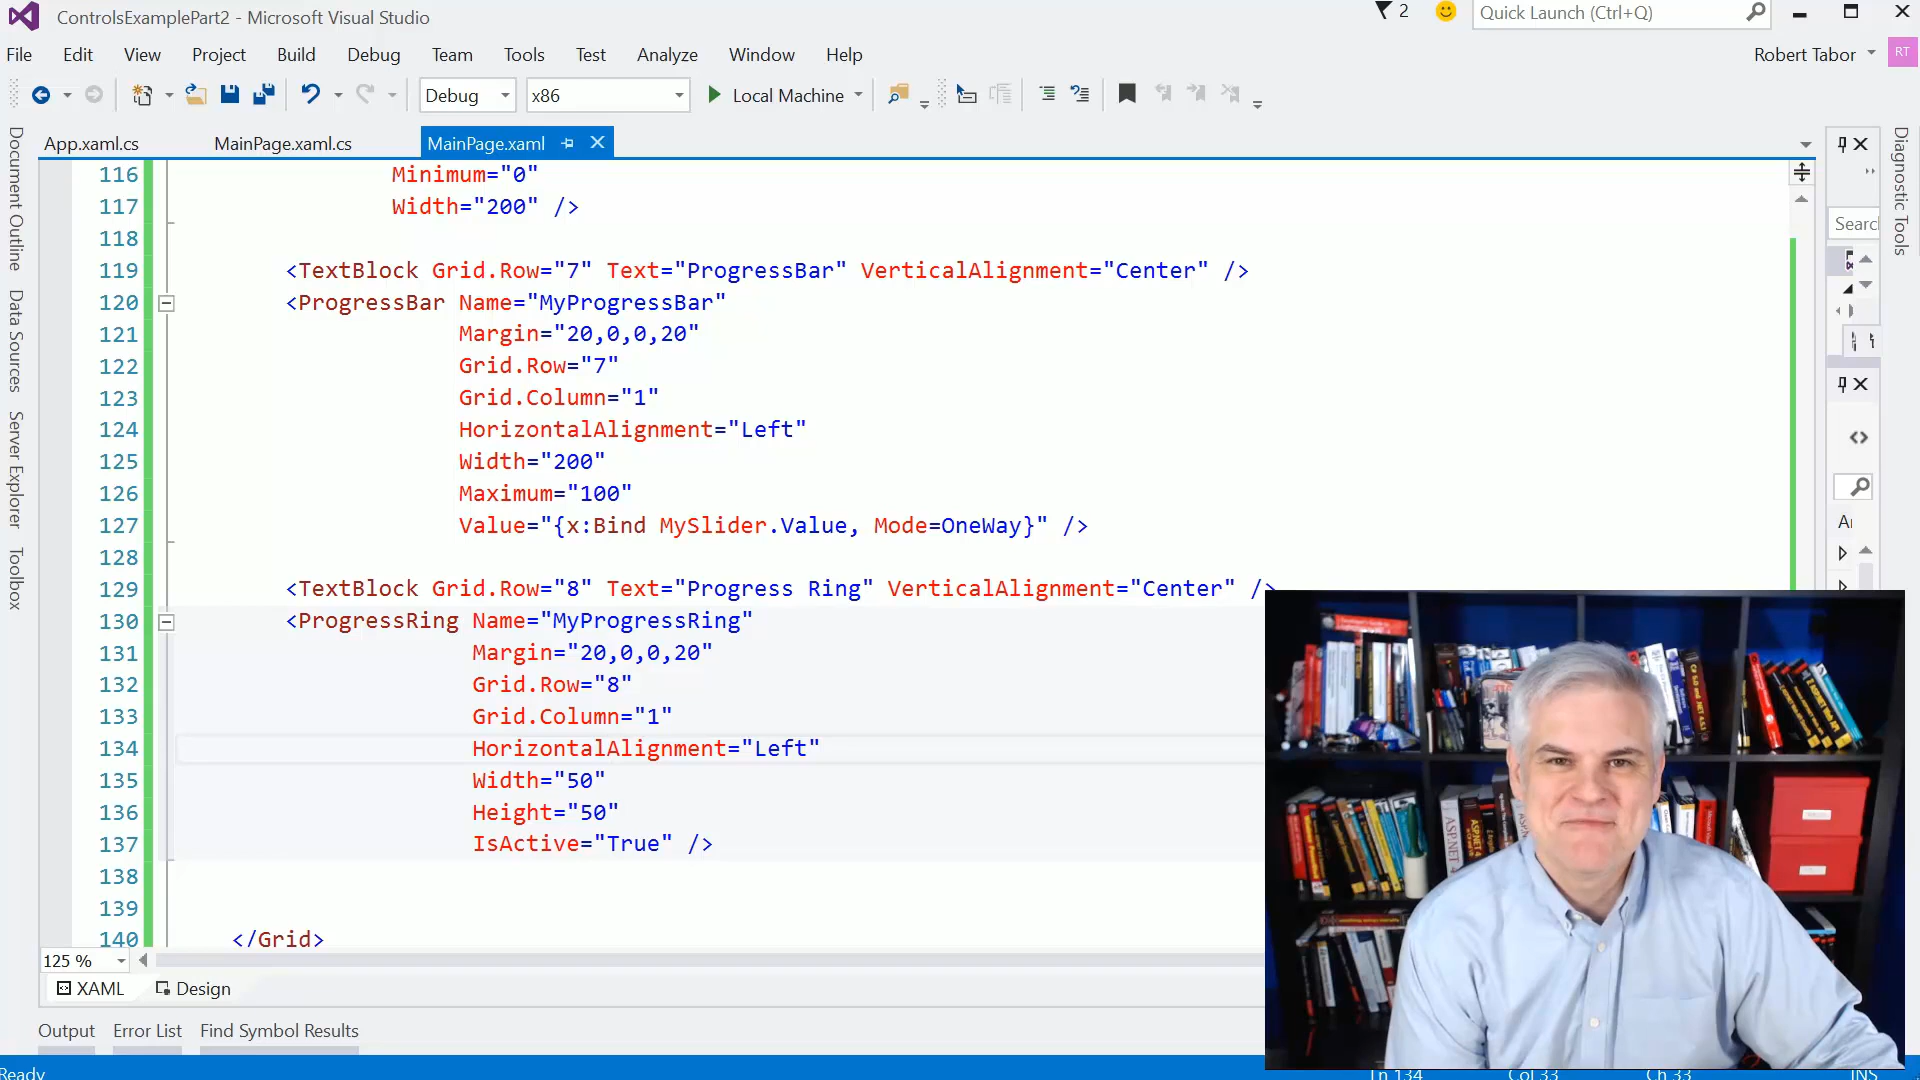 ControlsExamplePart2 - Microsoft Visual Studio
2
Quick Launch (Ctrl+Q)
File Edit View Project Build Debug Team Tools Test Analyze Window Help
Robert Tabor RT
Debug x86 Local Machine
App.xaml.cs MainPage.xaml.cs MainPage.xaml
Document Outline
Data Sources
Server Explorer
Toolbox
Diagnostic Tools
116 Minimum="0"
117 Width="200" />
118
119 <TextBlock Grid.Row="7" Text="ProgressBar" VerticalAlignment="Center" />
120 <ProgressBar Name="MyProgressBar"
121 Margin="20,0,0,20"
122 Grid.Row="7"
123 Grid.Column="1"
124 HorizontalAlignment="Left"
125 Width="200"
126 Maximum="100"
127 Value="{x:Bind MySlider.Value, Mode=OneWay}" />
128
129 <TextBlock Grid.Row="8" Text="Progress Ring" VerticalAlignment="Center" />
130 <ProgressRing Name="MyProgressRing"
131 Margin="20,0,0,20"
132 Grid.Row="8"
133 Grid.Column="1"
134 HorizontalAlignment="Left"
135 Width="50"
136 Height="50"
137 IsActive="True" />
138
139
140 </Grid>
125 %
XAML Design
Output Error List Find Symbol Results
Ready Ln 134 Col 33 Ch 33 INS